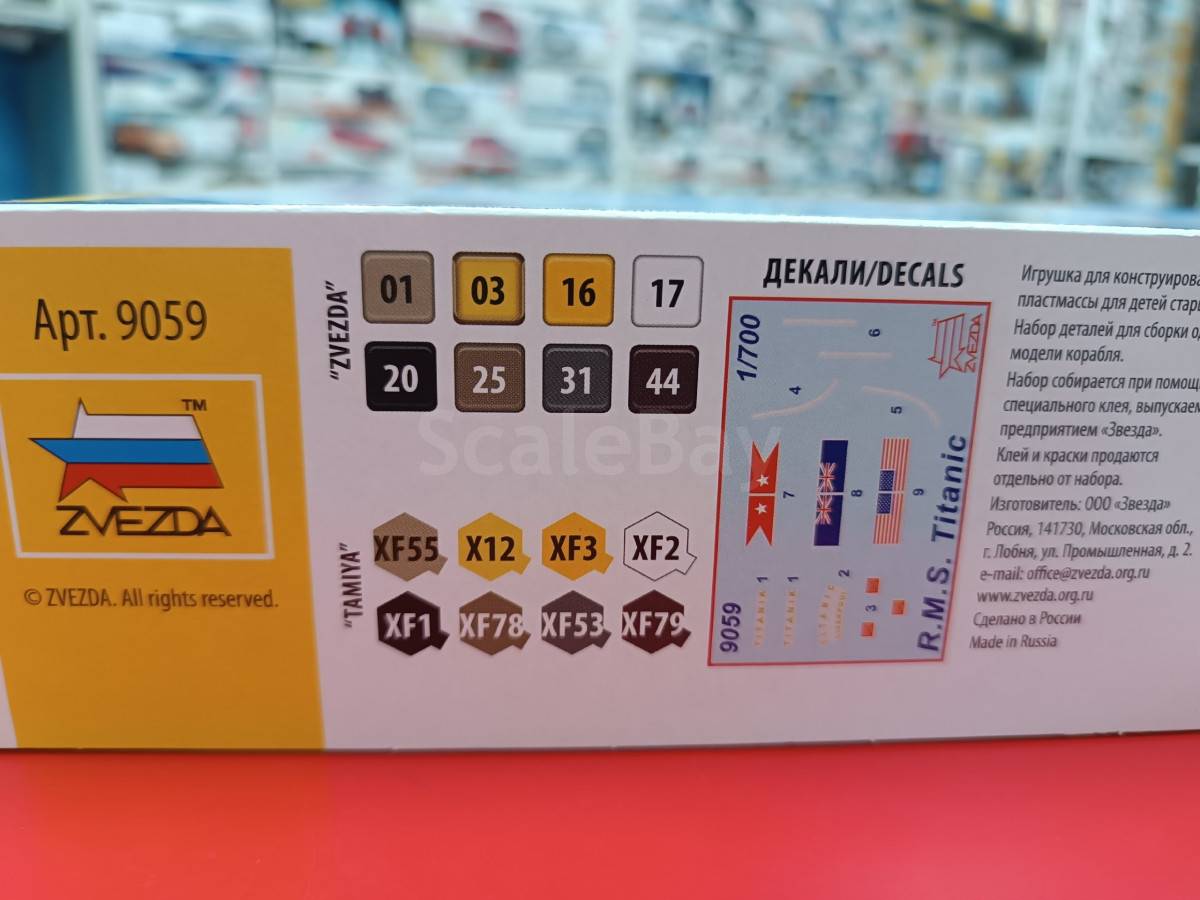 Арт. 9059
TM
ZVEZDA
© ZVEZDA. All rights reserved.
"ZVEZDA"
01 03 16 17
20 25 31 44
"TAMIYA"
XF55 X12 XF3 XF2
XF1 XF78 XF53 XF79
ScaleBay
ДЕКАЛИ/DECALS
1/700
ZVEZDA
6
4
5
7
8
9
TITANIK 1
TITANIK 1
2
3
9059
R.M.S. Titanic
Игрушка для
пластмассы для детей
Набор деталей для сборки
модели корабля.
Набор собирается при
специального клея,
предприятием «Звезда».
Клей и краски продаются
отдельно от набора.
Изготовитель: ООО «Звезда»
Россия, 141730, Московская обл.,
г. Лобня, ул. Промышленная, д. 2.
e-mail: office@zvezda.org.ru
www.zvezda.org.ru
Сделано в России
Made in Russia